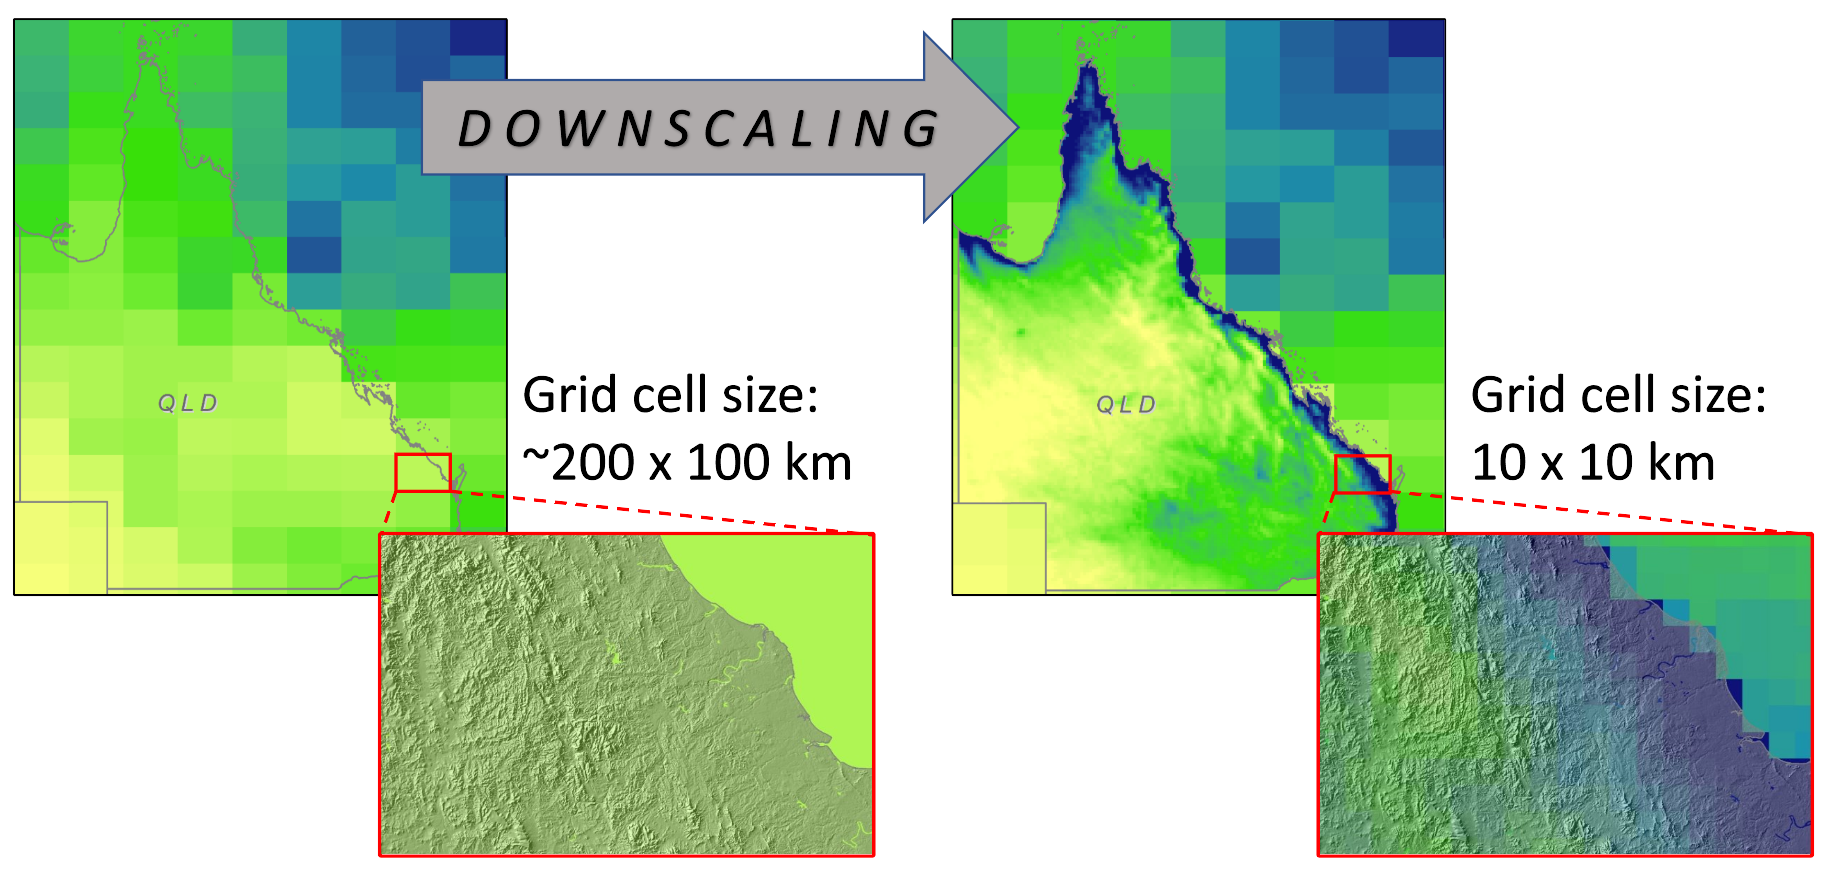 DOWNSCALING
QLD
Grid cell size:
~200 x 100 km
QLD
Grid cell size:
10 x 10 km